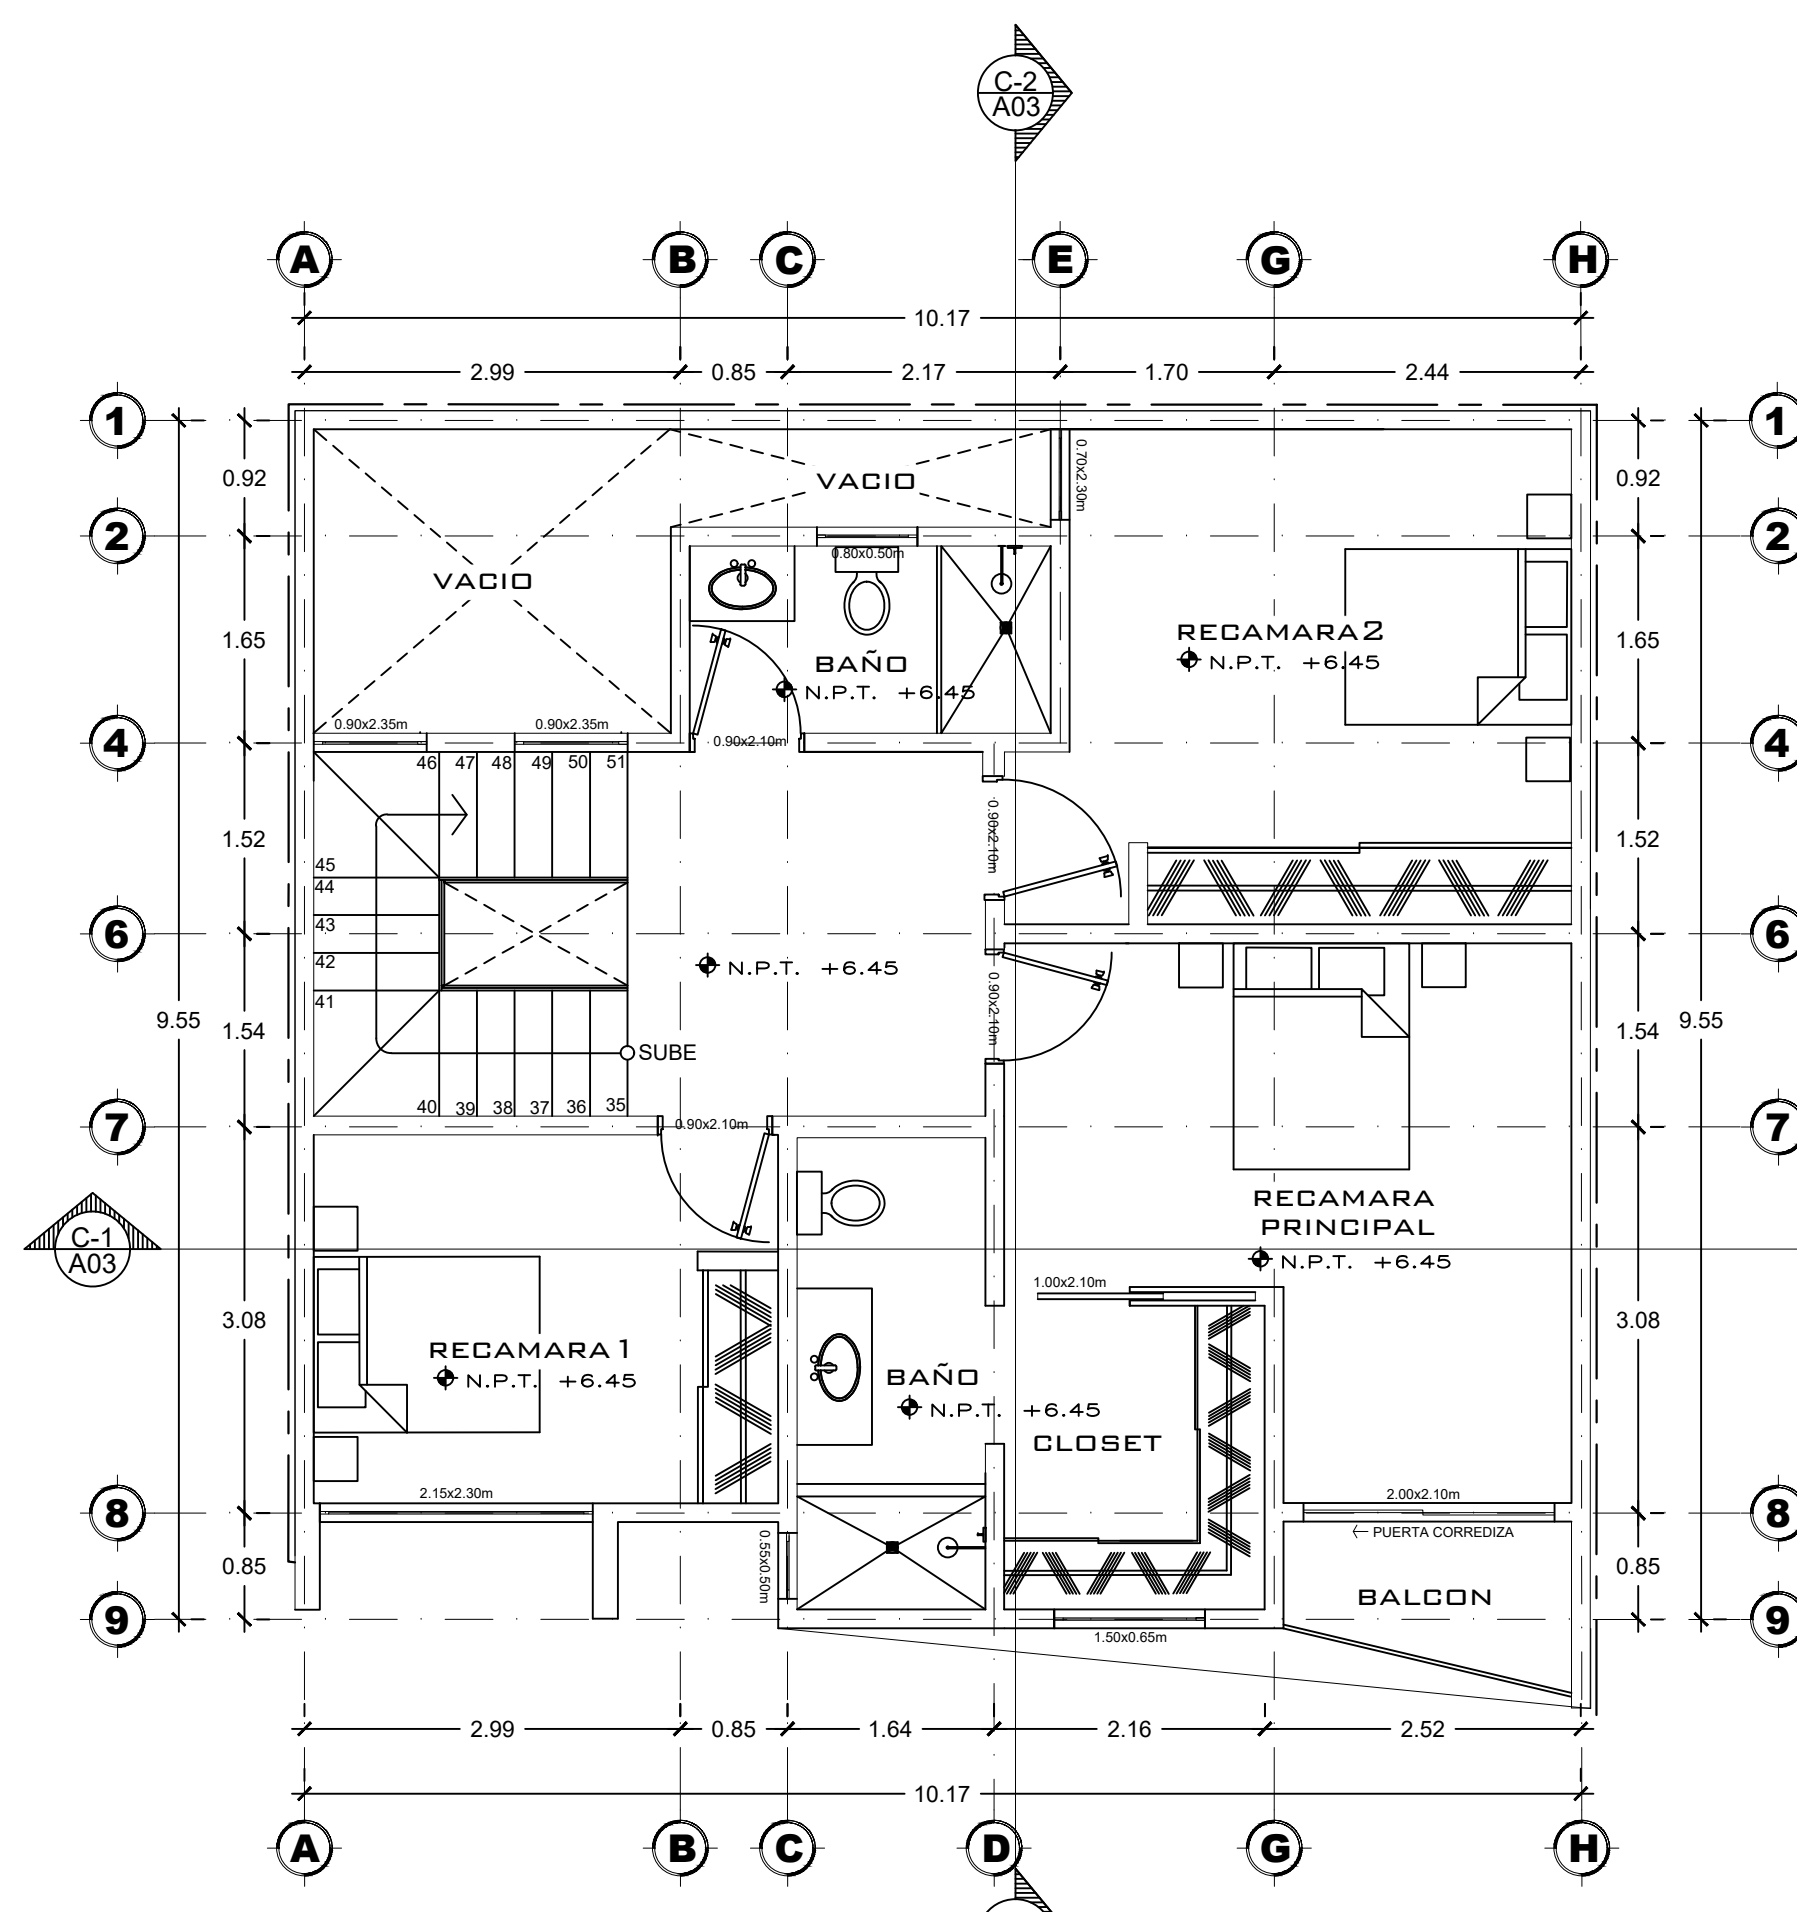 C-2
A03
A B C E G H
10.17
2.99 0.85 2.17 1.70 2.44
1 1
0.92 0.92
VACIO
0.70x2.30m
2 2
0.80x0.50m
VACIO
1.65 1.65
RECAMARA 2
N.P.T. +6.45
BAÑO
N.P.T. +6.45
0.90x2.35m 0.90x2.35m
0.90x2.10m
4 4
46 47 48 49 50 51
0.90x2.10m
1.52 1.52
45
44
43
42
41
6 6
N.P.T. +6.45
0.90x2.10m
9.55 1.54 1.54 9.55
SUBE
40 39 38 37 36 35
7 7
0.90x2.10m
RECAMARA
PRINCIPAL
N.P.T. +6.45
C-1
A03
1.00x2.10m
3.08 3.08
RECAMARA 1
N.P.T. +6.45
BAÑO
N.P.T. +6.45
CLOSET
2.15x2.30m
2.00x2.10m
8 8
PUERTA CORREDIZA
0.55x0.50m
0.85 0.85
BALCON
9 9
1.50x0.65m
2.99 0.85 1.64 2.16 2.52
10.17
A B C D G H